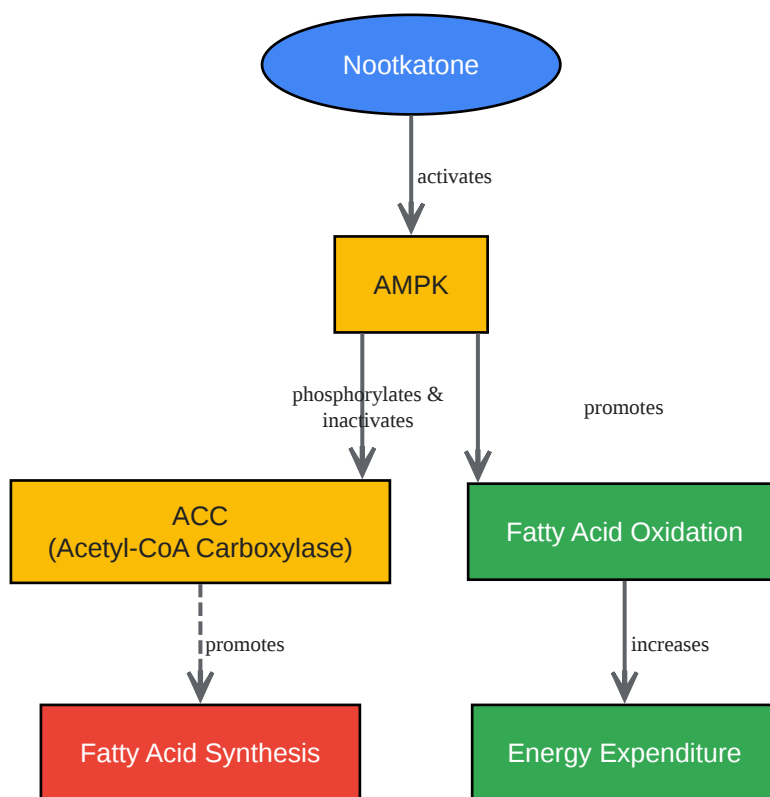 Nootkatone
activates
AMPK
phosphorylates &
inactivates
promotes
ACC
(Acetyl-CoA Carboxylase)
Fatty Acid Oxidation
promotes
increases
Fatty Acid Synthesis
Energy Expenditure